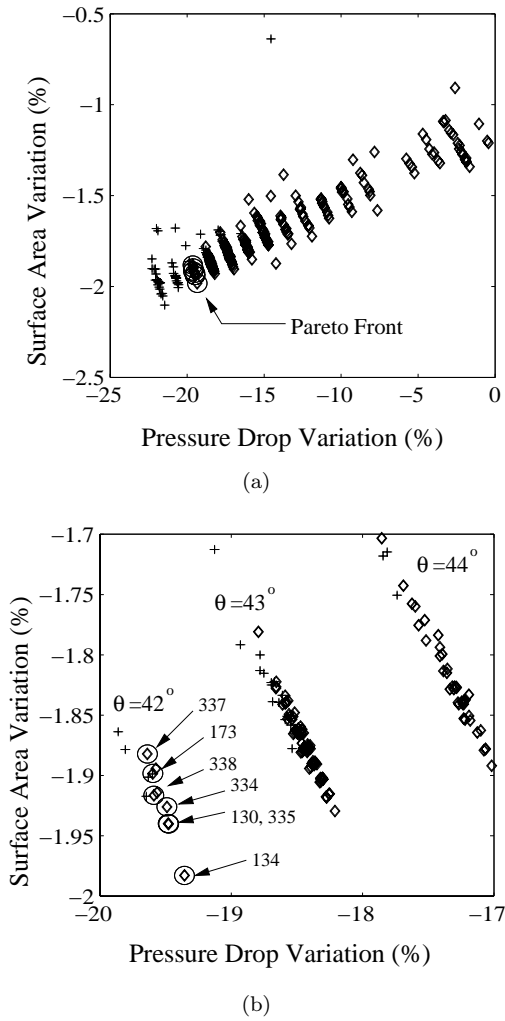 (a)
−0.5
−1
−1.5
−2
−2.5
Surface Area Variation (%)
Pareto Front
−25 −20 −15 −10 −5 0
Pressure Drop Variation (%)
(a)
−1.7
−1.75
−1.8
−1.85
−1.9
−1.95
−2
Surface Area Variation (%)
θ=44°
θ=43°
θ=42°
337
173
338
334
130, 335
134
−20 −19 −18 −17
Pressure Drop Variation (%)
(b)